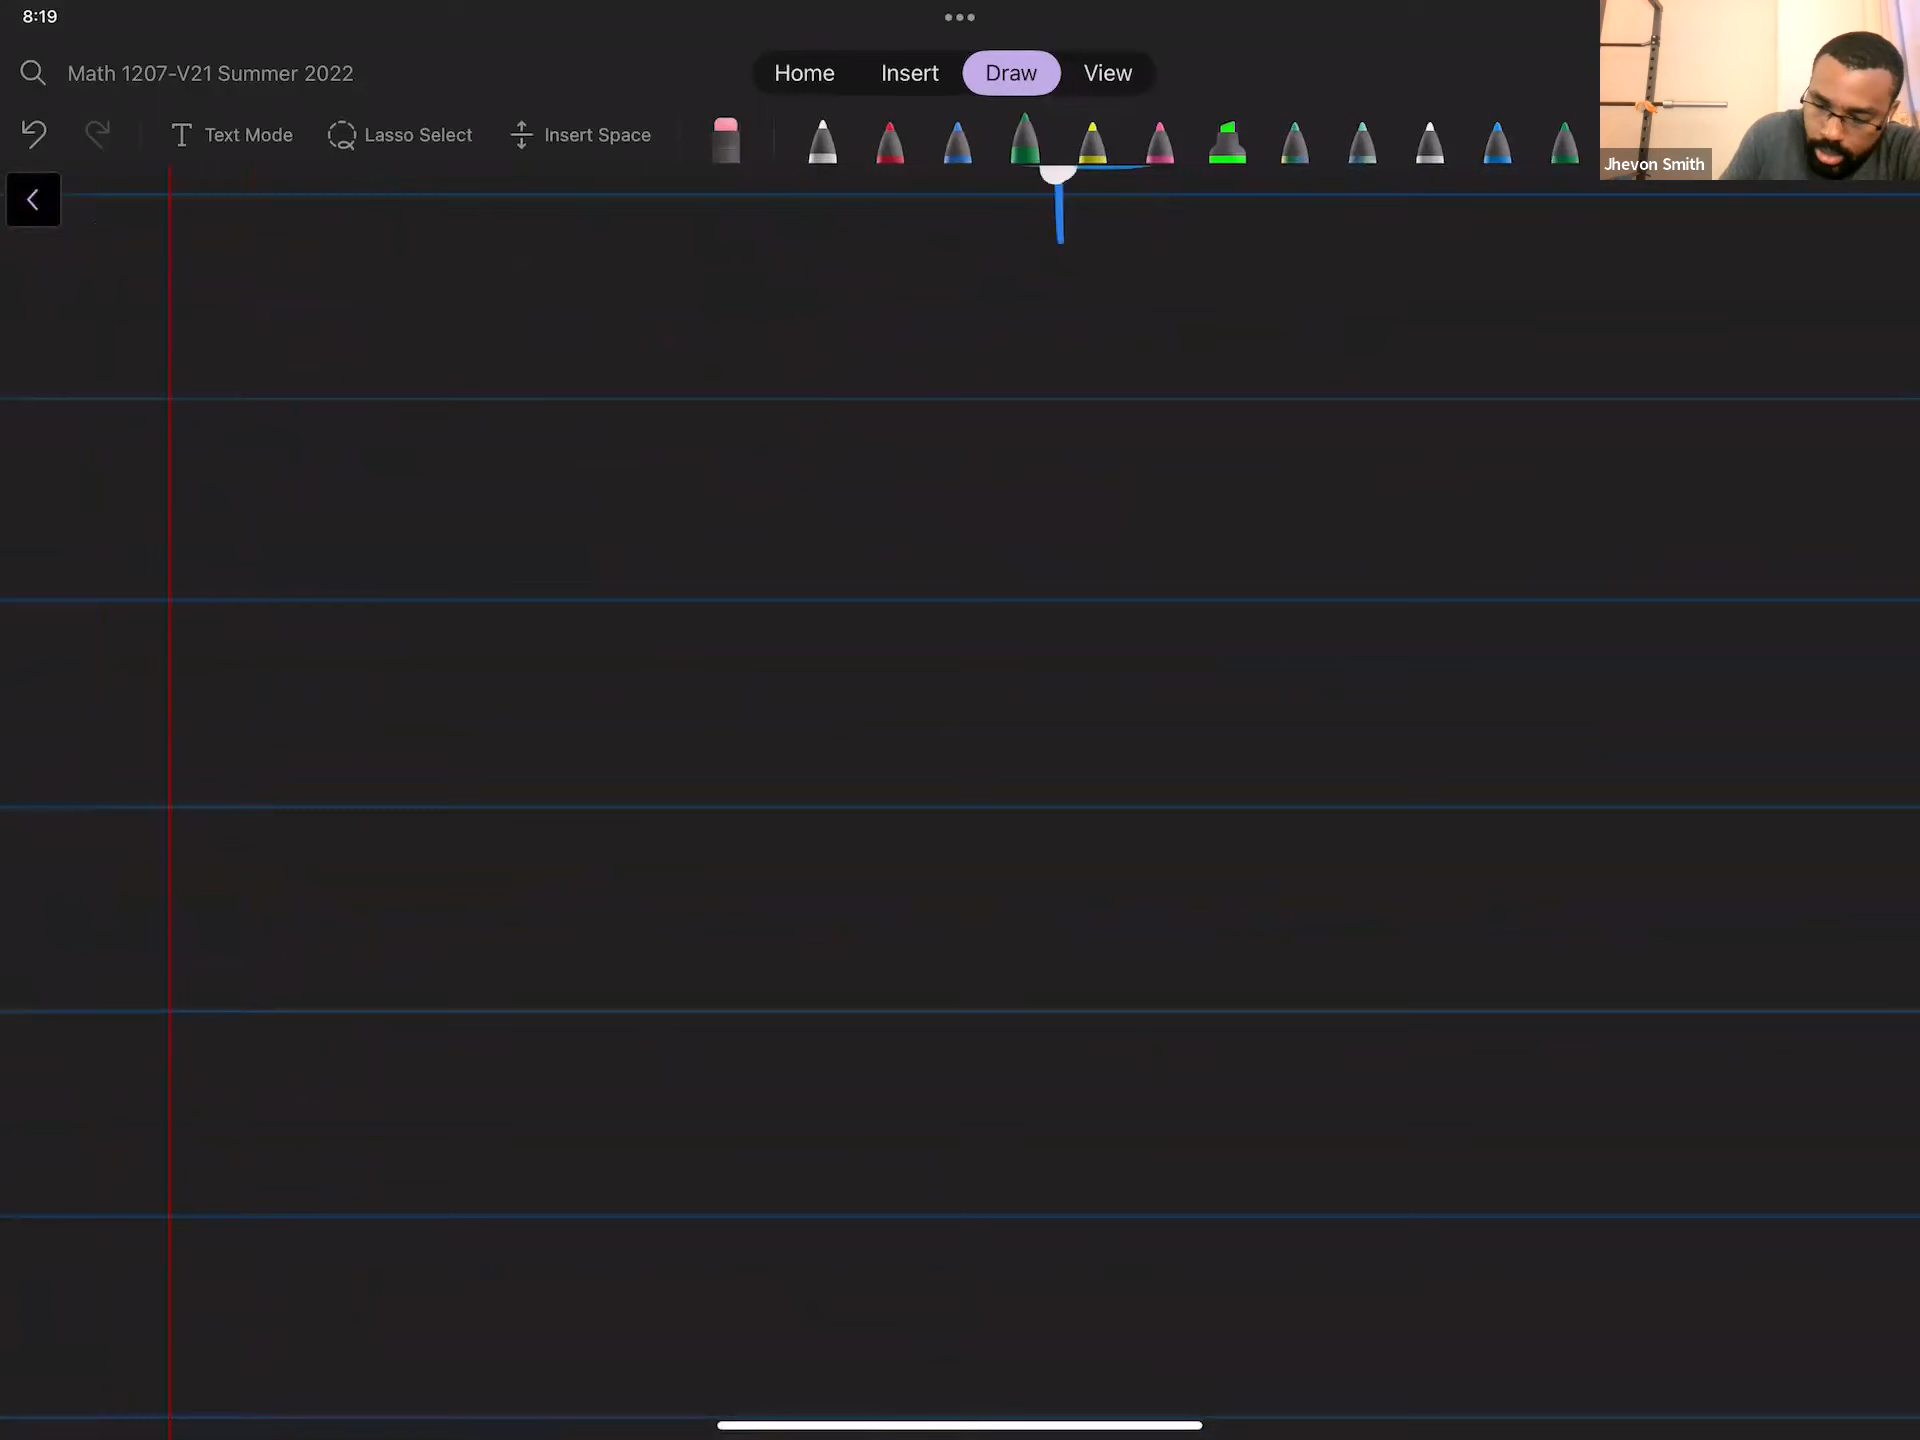 8:19
Math 1207-V21 Summer 2022
Home Insert Draw View
Text Mode Lasso Select Insert Space
Jhevon Smith